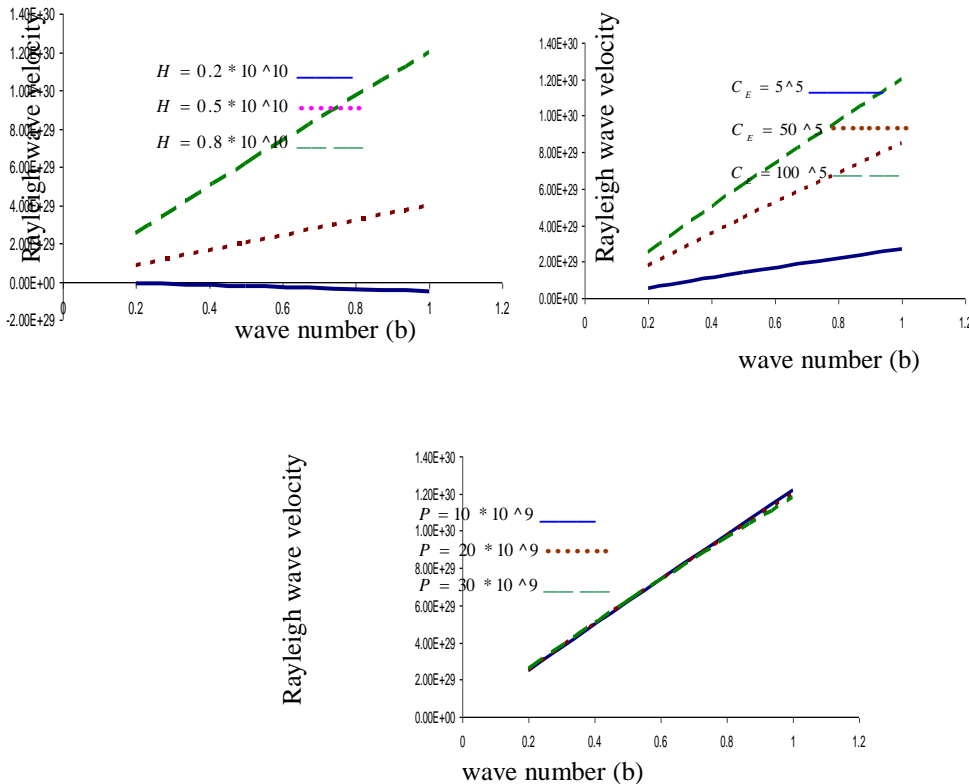 Rayleigh wave velocity
1.40E+30
1.20E+30
1.00E+30
8.00E+29
6.00E+29
4.00E+29
2.00E+29
0.00E+00
-2.00E+29
H = 0.2 * 10 ^10
H = 0.5 * 10 ^10
H = 0.8 * 10 ^10
0 0.2 0.4 0.6 0.8 1 1.2
wave number (b)
Rayleigh wave velocity
1.40E+30
1.20E+30
1.00E+30
8.00E+29
6.00E+29
4.00E+29
2.00E+29
0.00E+00
C_E = 5^5
C_E = 50 ^5
C_E = 100 ^5
0 0.2 0.4 0.6 0.8 1 1.2
wave number (b)
Rayleigh wave velocity
1.40E+30
1.20E+30
1.00E+30
8.00E+29
6.00E+29
4.00E+29
2.00E+29
0.00E+00
P = 10 * 10 ^9
P = 20 * 10 ^9
P = 30 * 10 ^9
0 0.2 0.4 0.6 0.8 1 1.2
wave number (b)